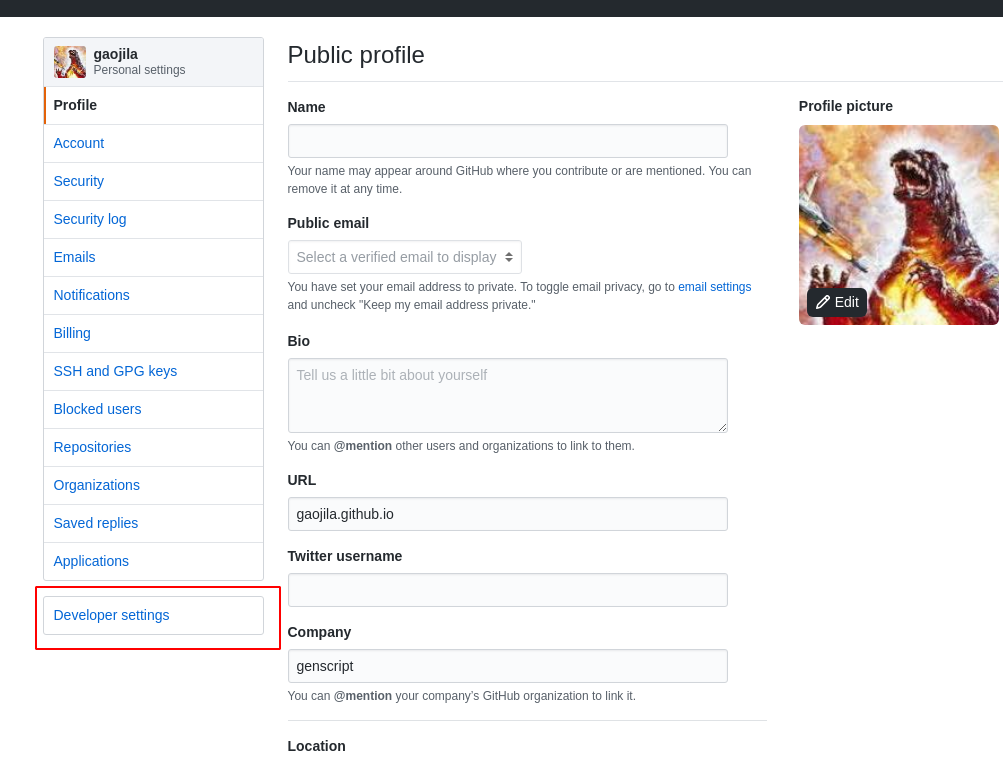 gaojila
Personal settings
Profile
Account
Security
Security log
Emails
Notifications
Billing
SSH and GPG keys
Blocked users
Repositories
Organizations
Saved replies
Applications
Developer settings
Public profile
Name
Your name may appear around GitHub where you contribute or are mentioned. You can
remove it at any time.
Public email
Select a verified email to display
You have set your email address to private. To toggle email privacy, go to email settings
and uncheck "Keep my email address private."
Bio
Tell us a little bit about yourself
You can @mention other users and organizations to link to them.
URL
gaojila.github.io
Twitter username
Company
genscript
You can @mention your company's GitHub organization to link it.
Location
Profile picture
Edit